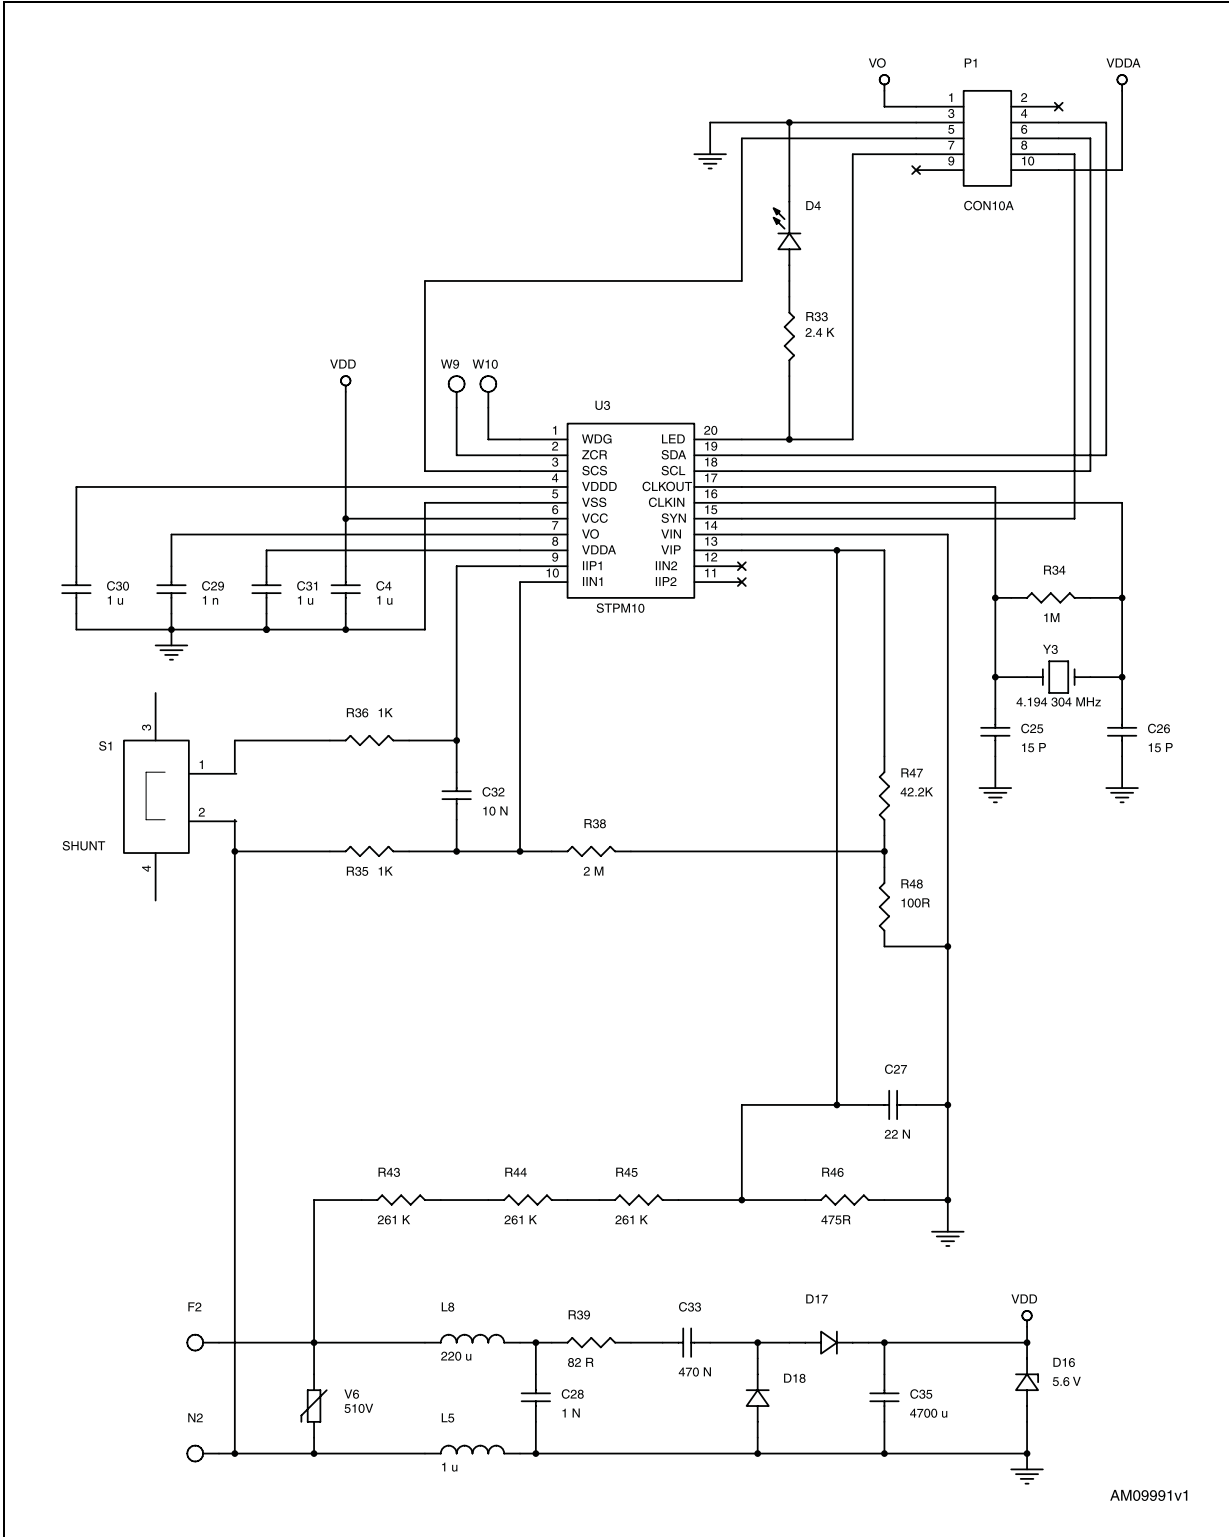 VO P1 VDDA
1 2
3 4
5 6
7 8
9 10
CON10A
D4
R33
2.4 K
VDD W9 W10
U3
1 WDG LED 20
2 ZCR SDA 19
3 SCS SCL 18
4 VDDD CLKOUT 17
5 VSS CLKIN 16
6 VCC SYN 15
7 VO VIN 14
8 VDDA VIP 13
9 IIP1 IIN2 12
10 IIN1 IIP2 11
STPM10
C30 C29 C31 C4
1 u 1 n 1 u 1 u
R34
1M
Y3
4.194 304 MHz
C25 C26
15 P 15 P
3
S1
1
2
SHUNT
4
R36 1K
C32
10 N
R35 1K
R38
2 M
R47
42.2K
R48
100R
C27
22 N
R43 R44 R45 R46
261 K 261 K 261 K 475R
F2 L8 R39 C33 D17 VDD
220 u 82 R 470 N
V6
510V
C28
1 N
D18
C35
4700 u
D16
5.6 V
N2 L5
1 u
AM09991v1